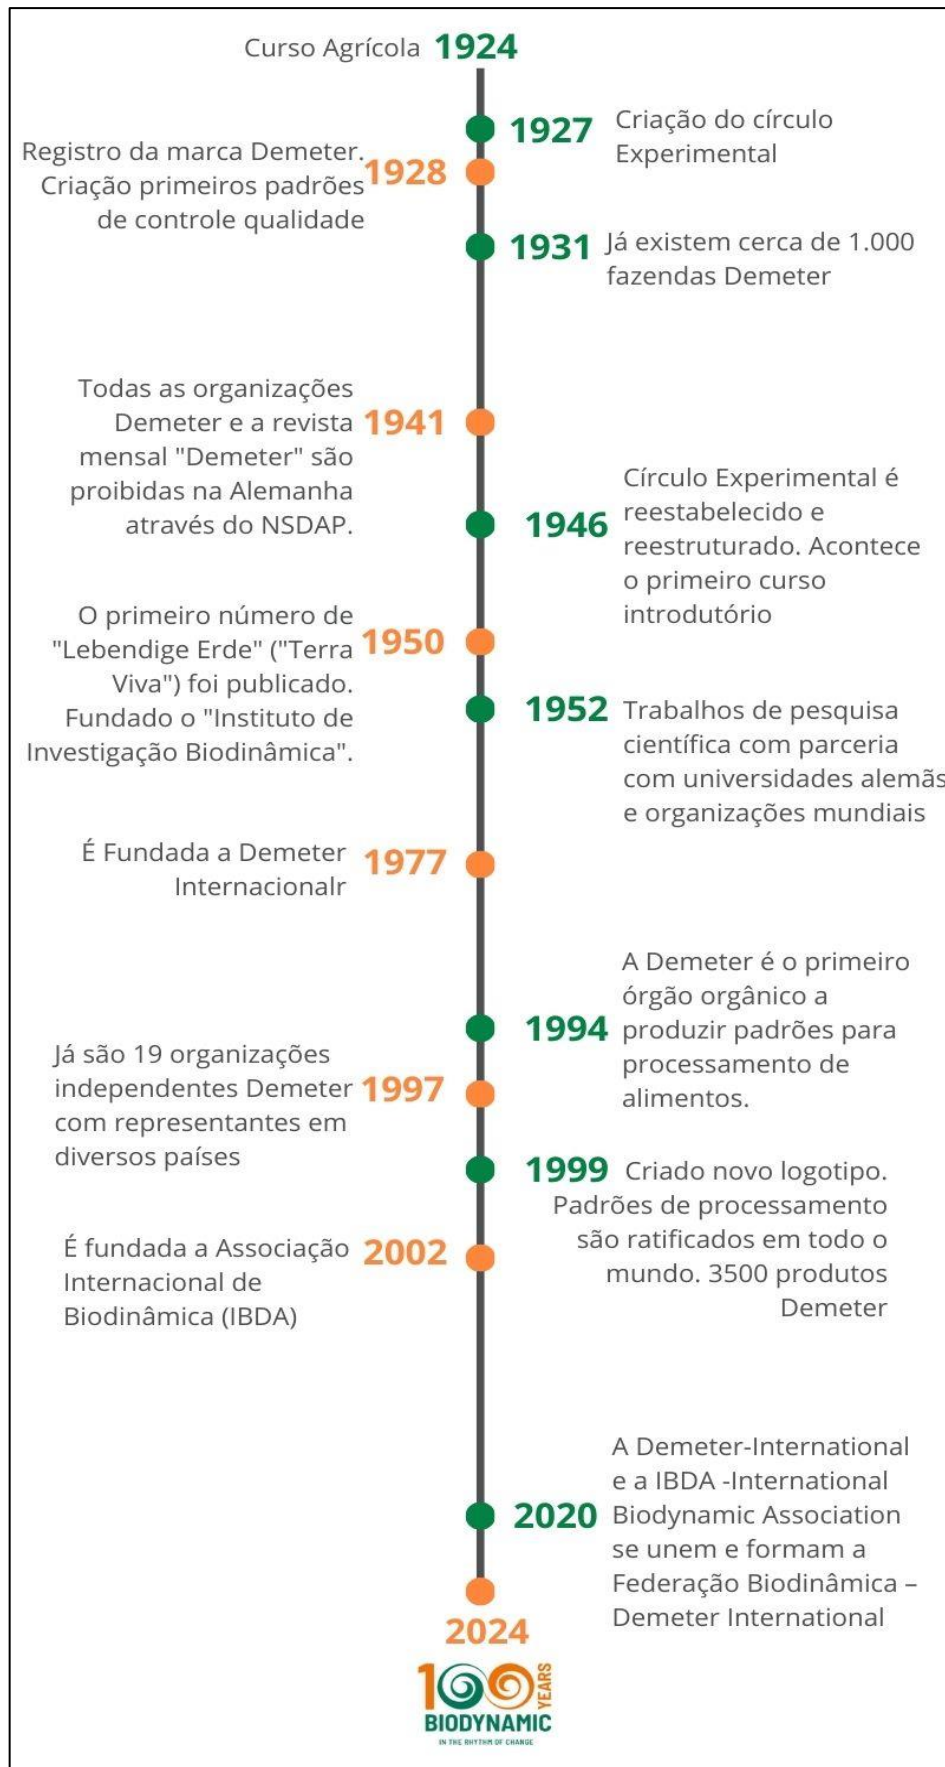 Curso Agrícola 1924
1927 Criação do círculo
Experimental
Registro da marca Demeter.
Criação primeiros padrões
de controle qualidade
1928
1931 Já existem cerca de 1.000
fazendas Demeter
Todas as organizações
Demeter e a revista
mensal "Demeter" são
proibidas na Alemanha
através do NSDAP.
1941
1946
Círculo Experimental é
reestabelecido e
reestruturado. Acontece
o primeiro curso
introdutório
O primeiro número de
"Lebendige Erde" ("Terra
Viva") foi publicado.
Fundado o "Instituto de
Investigação Biodinâmica".
1950
1952 Trabalhos de pesquisa
científica com parceria
com universidades alemãs
e organizações mundiais
É Fundada a Demeter
Internacionalr
1977
1994
A Demeter é o primeiro
órgão orgânico a
produzir padrões para
processamento de
alimentos.
Já são 19 organizações
independentes Demeter
com representantes em
diversos países
1997
1999 Criado novo logotipo.
Padrões de processamento
são ratificados em todo o
mundo. 3500 produtos
Demeter
É fundada a Associação
Internacional de
Biodinâmica (IBDA)
2002
2020
A Demeter-International
e a IBDA -International
Biodynamic Association
se unem e formam a
Federação Biodinâmica –
Demeter International
2024
100 YEARS
BIODYNAMIC
IN THE RHYTHM OF CHANGE